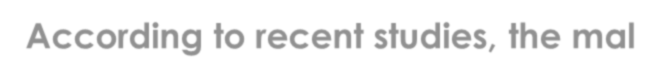 According to recent studies, the mal